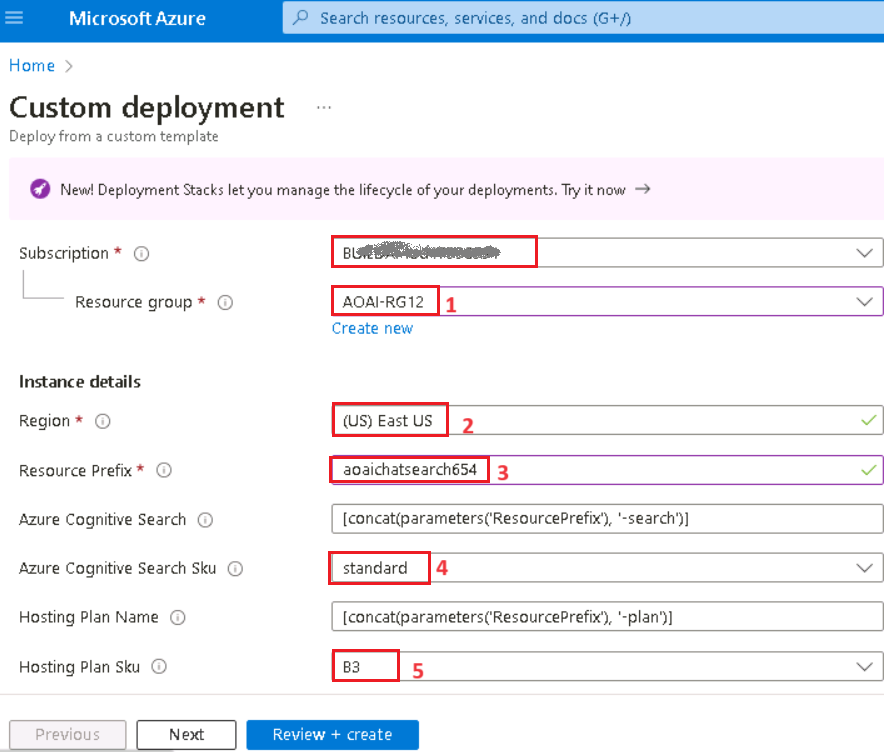 Microsoft Azure
Search resources, services, and docs (G+/)
Home
Custom deployment ...
Deploy from a custom template
New! Deployment Stacks let you manage the lifecycle of your deployments. Try it now →
Subscription *
Resource group * AOAI-RG12 1
Create new
Instance details
Region * (US) East US 2
Resource Prefix * aoaichatsearch654 3
Azure Cognitive Search [concat(parameters('ResourcePrefix'), '-search')]
Azure Cognitive Search Sku standard 4
Hosting Plan Name [concat(parameters('ResourcePrefix'), '-plan')]
Hosting Plan Sku B3 5
Previous Next Review + create